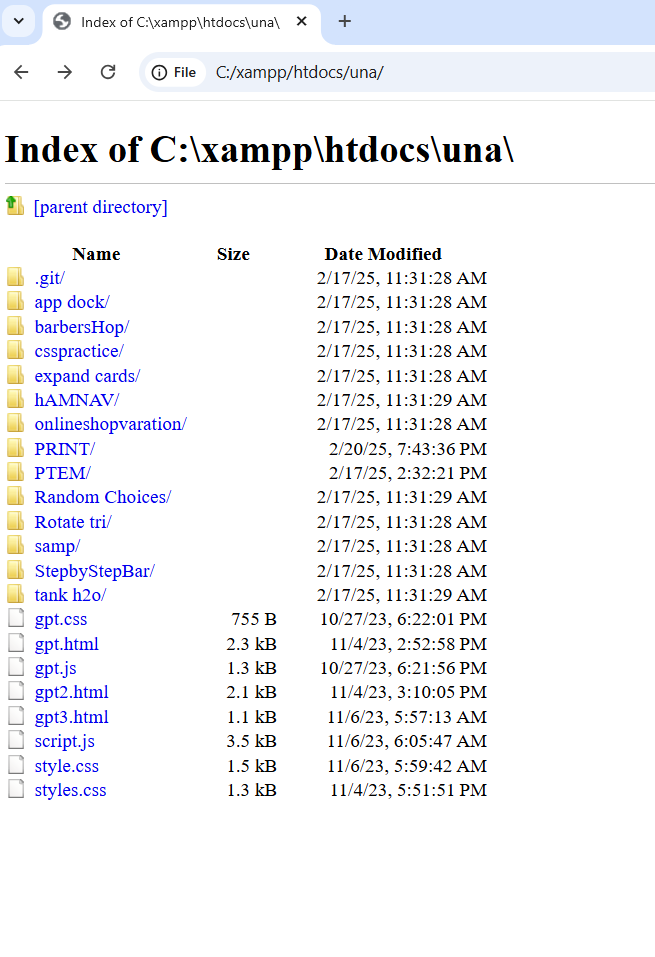 Index of C:\xampp\htdocs\una\
File C:/xampp/htdocs/una/
Index of C:\xampp\htdocs\una\
[parent directory]
Name Size Date Modified
.git/ 2/17/25, 11:31:28 AM
app dock/ 2/17/25, 11:31:28 AM
barbersHop/ 2/17/25, 11:31:28 AM
csspractice/ 2/17/25, 11:31:28 AM
expand cards/ 2/17/25, 11:31:28 AM
hAMNAV/ 2/17/25, 11:31:29 AM
onlineshopvaration/ 2/17/25, 11:31:28 AM
PRINT/ 2/20/25, 7:43:36 PM
PTEM/ 2/17/25, 2:32:21 PM
Random Choices/ 2/17/25, 11:31:29 AM
Rotate tri/ 2/17/25, 11:31:28 AM
samp/ 2/17/25, 11:31:28 AM
StepbyStepBar/ 2/17/25, 11:31:28 AM
tank h2o/ 2/17/25, 11:31:29 AM
gpt.css 755 B 10/27/23, 6:22:01 PM
gpt.html 2.3 kB 11/4/23, 2:52:58 PM
gpt.js 1.3 kB 10/27/23, 6:21:56 PM
gpt2.html 2.1 kB 11/4/23, 3:10:05 PM
gpt3.html 1.1 kB 11/6/23, 5:57:13 AM
script.js 3.5 kB 11/6/23, 6:05:47 AM
style.css 1.5 kB 11/6/23, 5:59:42 AM
styles.css 1.3 kB 11/4/23, 5:51:51 PM